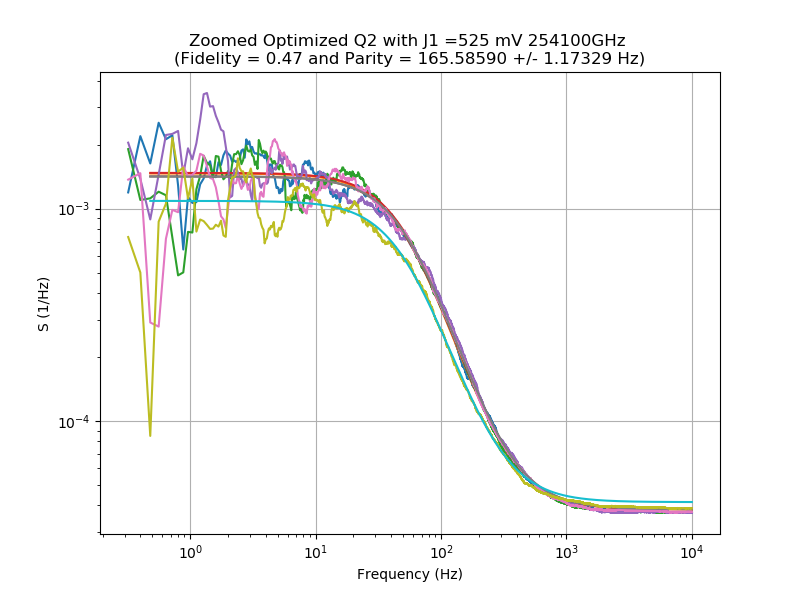 Zoomed Optimized Q2 with J1 =525 mV 254100GHz
(Fidelity = 0.47 and Parity = 165.58590 +/- 1.17329 Hz)
S (1/Hz)
10⁻³
10⁻⁴
10⁰ 10¹ 10² 10³ 10⁴
Frequency (Hz)